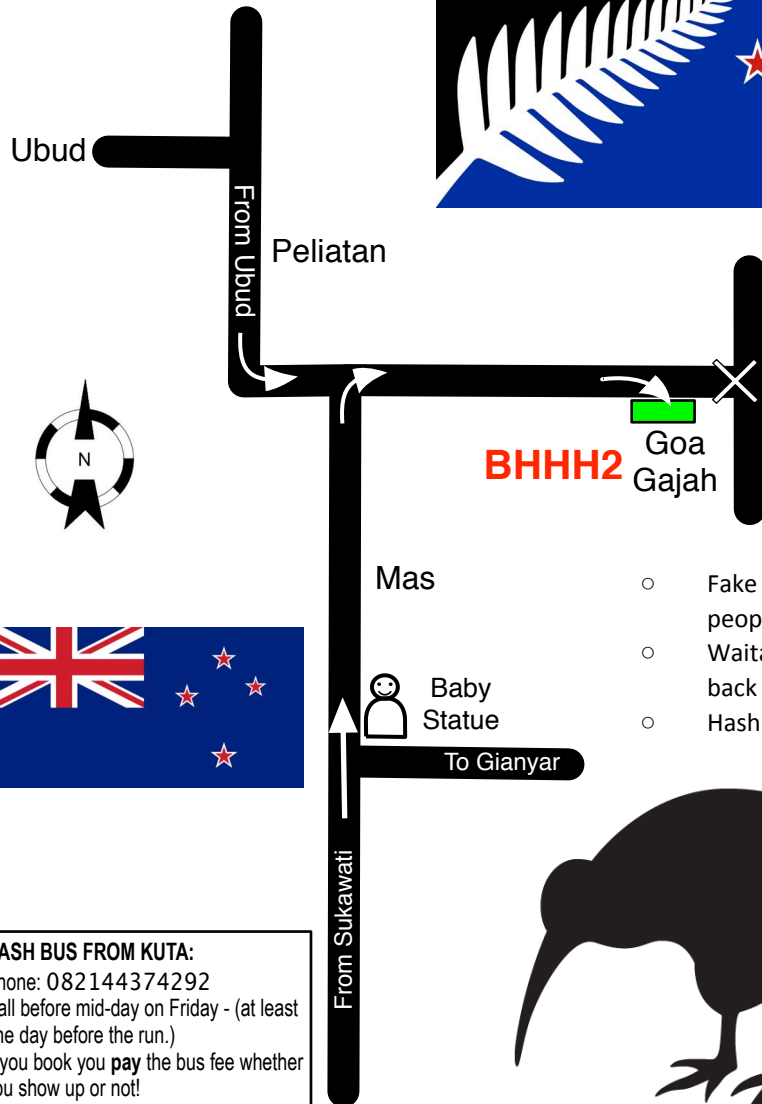 Ubud
From Ubud
Peliatan
N
BHHH2
Goa
Gajah
Mas
Baby
Statue
To Gianyar
From Sukawati
○ Fake
peop
○ Waita
back
○ Hash
ASH BUS FROM KUTA:
hone: 082144374292
all before mid-day on Friday - (at least
ne day before the run.)
you book you pay the bus fee whether
ou show up or not!